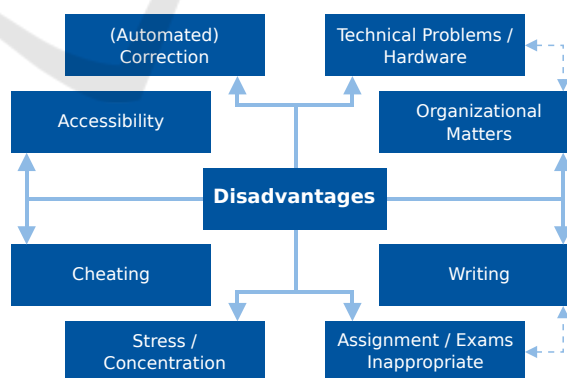 (Automated)
Correction
Technical Problems /
Hardware
Accessibility
Organizational
Matters
Disadvantages
Cheating
Writing
Stress /
Concentration
Assignment / Exams
Inappropriate